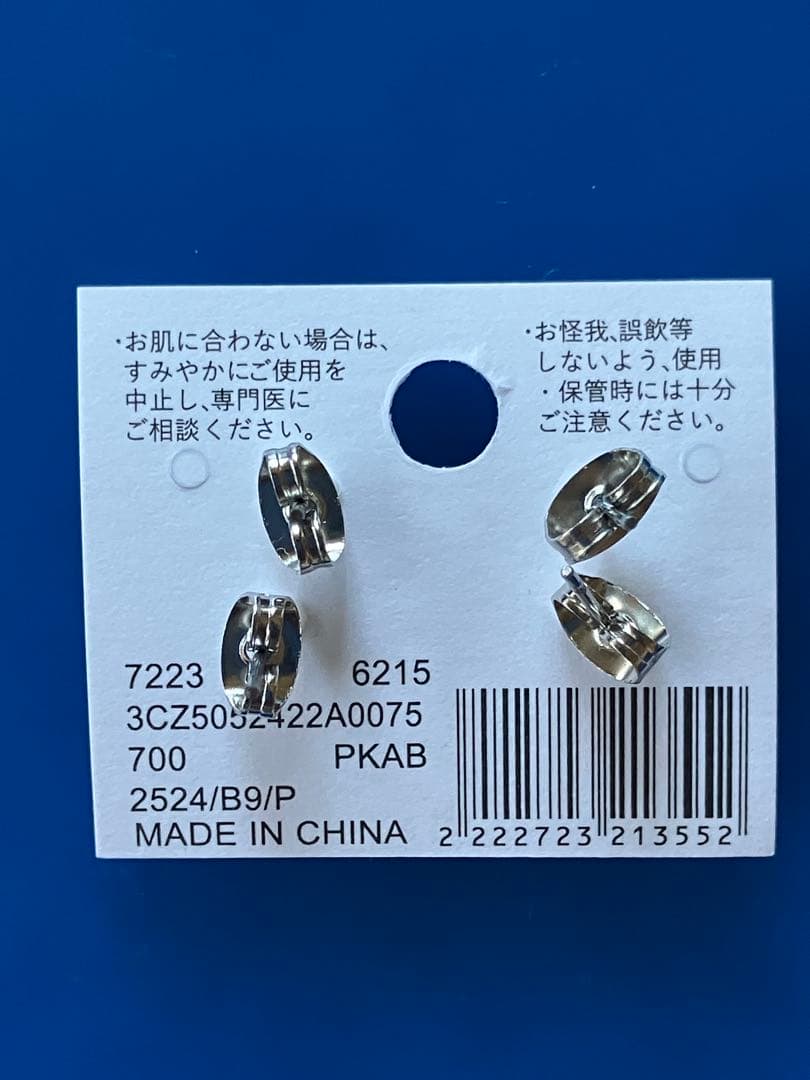 ・お肌に合わない場合は、
すみやかにご使用を
中止し、専門医に
ご相談ください。
・お怪我、誤飲等
しないよう、使用
・保管時には十分
ご注意ください。
7223 6215
3CZ5052422A0075
700 PKAB
2524/B9/P
MADE IN CHINA
2 222723 213552